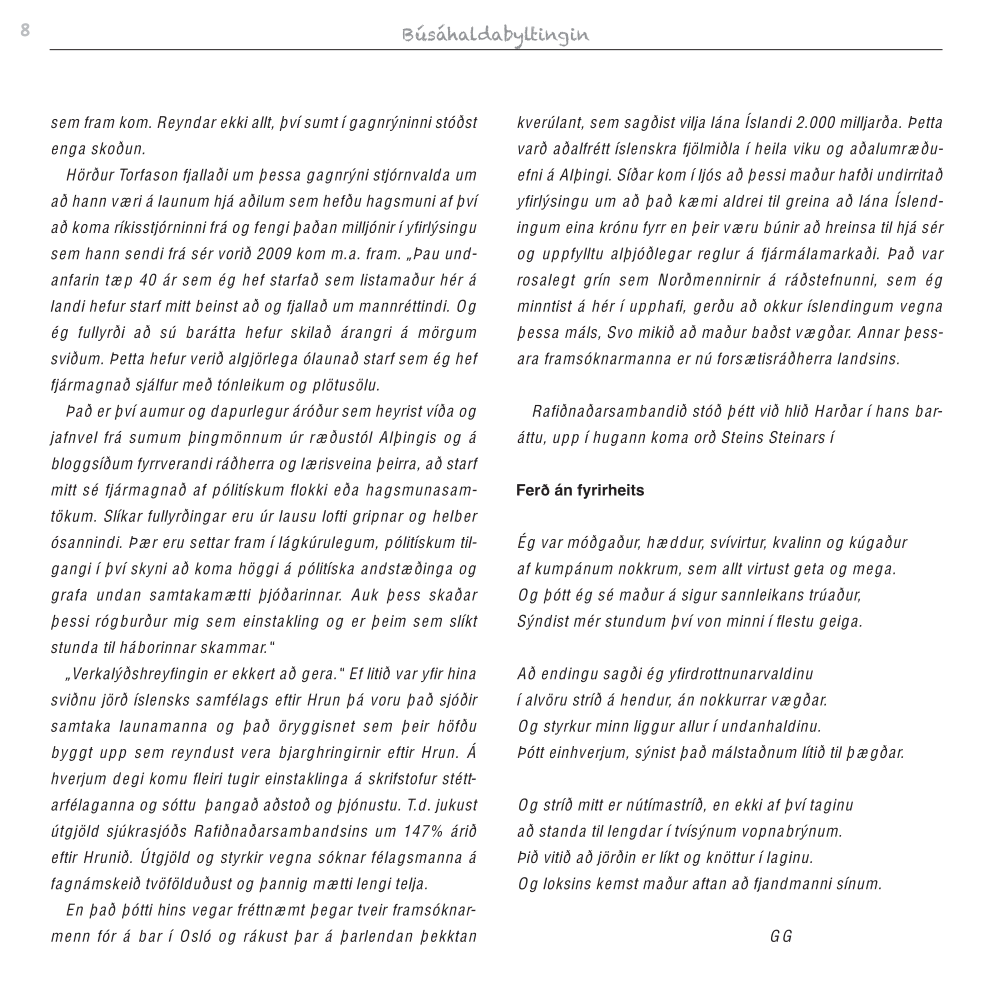 8
Búsáhaldabyltingin
sem fram kom. Reyndar ekki allt, því sumt í gagnrýninni stóðst
enga skoðun.
Hörður Torfason fjallaði um þessa gagnrýni stjórnvalda um
að hann væri á launum hjá aðilum sem hefðu hagsmuni af því
að koma ríkisstjórninni frá og fengi þaðan milljónir í yfirlýsingu
sem hann sendi frá sér vorið 2009 kom m.a. fram. „Þau und-
anfarin tæp 40 ár sem ég hef starfað sem listamaður hér á
landi hefur starf mitt beinst að og fjallað um mannréttindi. Og
ég fullyrði að sú barátta hefur skilað árangri á mörgum
sviðum. Þetta hefur verið algjörlega ólaunað starf sem ég hef
fjármagnað sjálfur með tónleikum og plötusölu.
Það er því aumur og dapurlegur áróður sem heyrist víða og
jafnvel frá sumum þingmönnum úr ræðustól Alþingis og á
bloggsíðum fyrrverandi ráðherra og lærisveina þeirra, að starf
mitt sé fjármagnað af pólitískum flokki eða hagsmunasam-
tökum. Slíkar fullyrðingar eru úr lausu lofti gripnar og helber
ósannindi. Þær eru settar fram í lágkúrulegum, pólitískum til-
gangi í því skyni að koma höggi á pólitíska andstæðinga og
grafa undan samtakamætti þjóðarinnar. Auk þess skaðar
þessi rógburður mig sem einstakling og er þeim sem slíkt
stunda til háborinnar skammar.“
„Verkalýðshreyfingin er ekkert að gera.“ Ef litið var yfir hina
sviðnu jörð íslensks samfélags eftir Hrun þá voru það sjóðir
samtaka launamanna og það öryggisnet sem þeir höfðu
byggt upp sem reyndust vera bjarghringirnir eftir Hrun. Á
hverjum degi komu fleiri tugir einstaklinga á skrifstofur stétt-
arfélaganna og sóttu þangað aðstoð og þjónustu. T.d. jukust
útgjöld sjúkrasjóðs Rafiðnaðarsambandsins um 147% árið
eftir Hrunið. Útgjöld og styrkir vegna sóknar félagsmanna á
fagnámskeið tvöfölduðust og þannig mætti lengi telja.
En það þótti hins vegar fréttnæmt þegar tveir framsóknar-
menn fór á bar í Osló og rákust þar á þarlendan þekktan
kverúlant, sem sagðist vilja lána Íslandi 2.000 milljarða. Þetta
varð aðalfrétt íslenskra fjölmiðla í heila viku og aðalumræðu-
efni á Alþingi. Síðar kom í ljós að þessi maður hafði undirritað
yfirlýsingu um að það kæmi aldrei til greina að lána Íslend-
ingum eina krónu fyrr en þeir væru búnir að hreinsa til hjá sér
og uppfylltu alþjóðlegar reglur á fjármálamarkaði. Það var
rosalegt grín sem Norðmennirnir á ráðstefnunni, sem ég
minntist á hér í upphafi, gerðu að okkur íslendingum vegna
þessa máls, Svo mikið að maður baðst vægðar. Annar þess-
ara framsóknarmanna er nú forsætisráðherra landsins.
Rafiðnaðarsambandið stóð þétt við hlið Harðar í hans bar-
áttu, upp í hugann koma orð Steins Steinars í
Ferð án fyrirheits
Ég var móðgaður, hæddur, svívirtur, kvalinn og kúgaður
af kumpánum nokkrum, sem allt virtust geta og mega.
Og þótt ég sé maður á sigur sannleikans trúaður,
Sýndist mér stundum því von minni í flestu geiga.
Að endingu sagði ég yfirdrottnunarvaldinu
í alvöru stríð á hendur, án nokkurrar vægðar.
Og styrkur minn liggur allur í undanhaldinu.
Þótt einhverjum, sýnist það málstaðnum lítið til þægðar.
Og stríð mitt er nútímastríð, en ekki af því taginu
að standa til lengdar í tvísýnum vopnabrýnum.
Þið vitið að jörðin er líkt og knöttur í laginu.
Og loksins kemst maður aftan að fjandmanni sínum.
GG